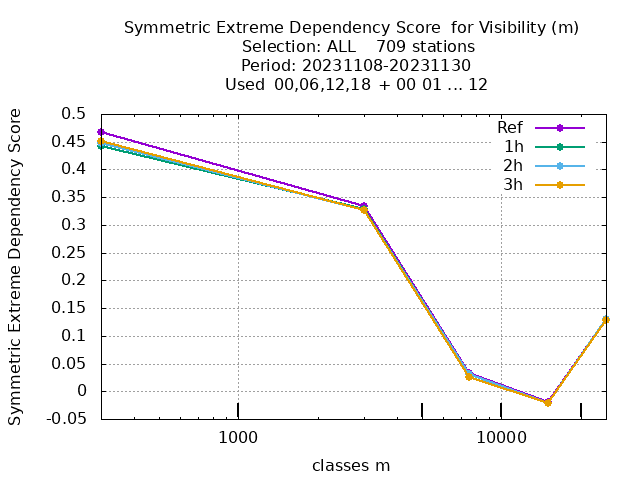 Symmetric Extreme Dependency Score for Visibility (m)
Selection: ALL 709 stations
Period: 20231108-20231130
Used 00,06,12,18 + 00 01 ... 12
Symmetric Extreme Dependency Score
0.5
0.45
0.4
0.35
0.3
0.25
0.2
0.15
0.1
0.05
0
-0.05
Ref
1h
2h
3h
1000
10000
classes m